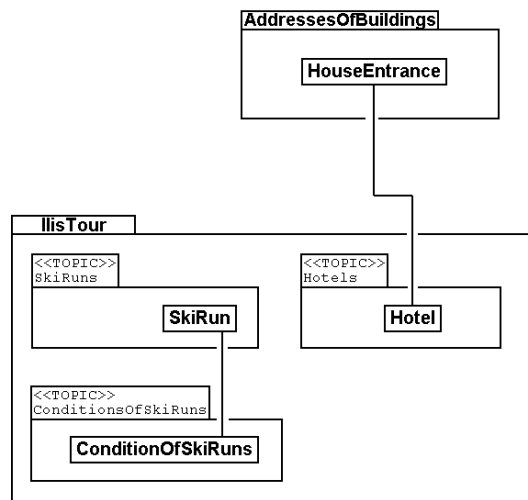 AddressesOfBuildings
HouseEntrance
IlisTour
<<TOPIC>>
SkiRuns
<<TOPIC>>
Hotels
SkiRun
Hotel
<<TOPIC>>
ConditionsOfSkiRuns
ConditionOfSkiRuns